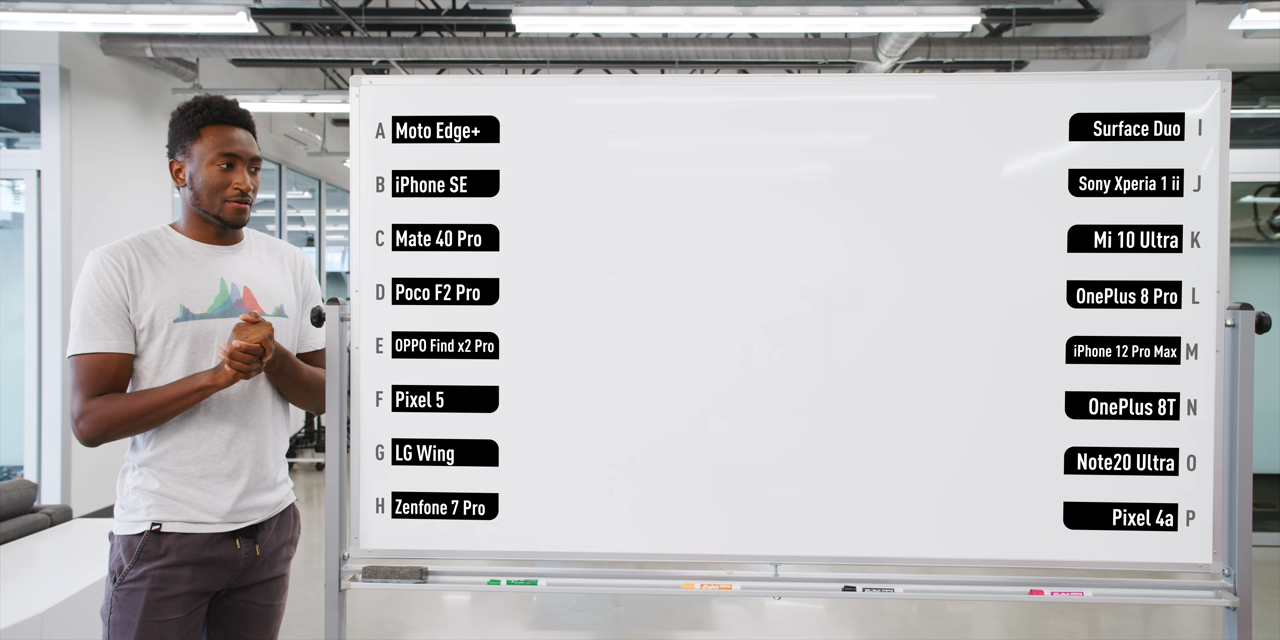 A Moto Edge+
B iPhone SE
C Mate 40 Pro
D Poco F2 Pro
E OPPO Find x2 Pro
F Pixel 5
G LG Wing
H Zenfone 7 Pro
Surface Duo I
Sony Xperia 1 ii J
Mi 10 Ultra K
OnePlus 8 Pro L
iPhone 12 Pro Max M
OnePlus 8T N
Note20 Ultra O
Pixel 4a P